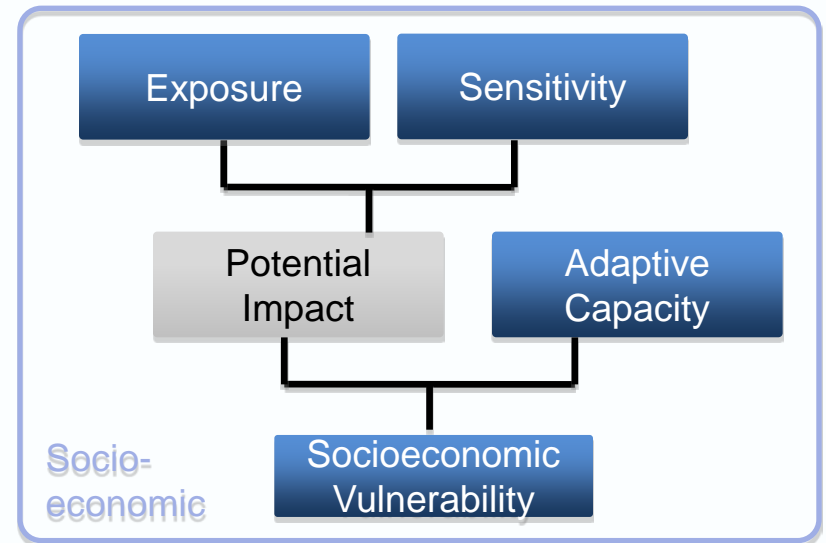 Exposure
Sensitivity
Potential
Impact
Adaptive
Capacity
Socioeconomic
Vulnerability
Socio-
economic